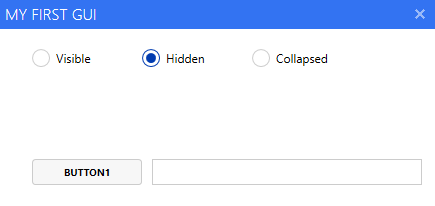 MY FIRST GUI
Visible Hidden Collapsed
BUTTON1